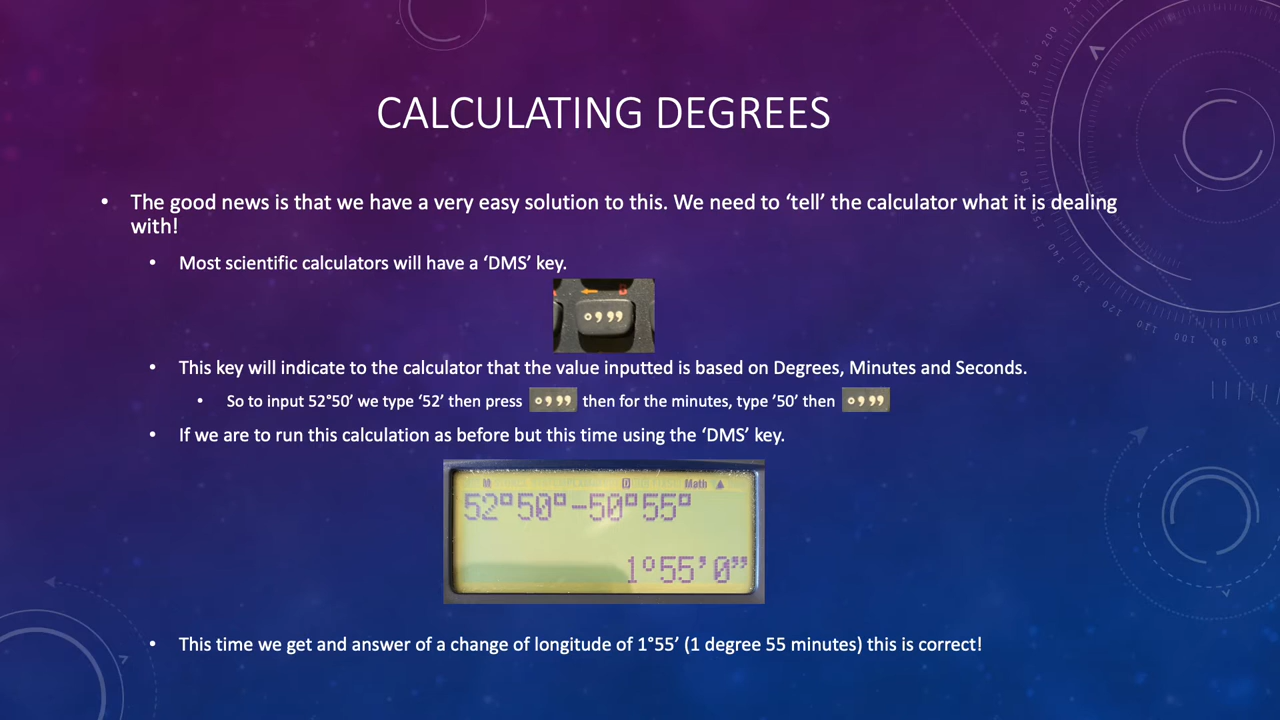 CALCULATING DEGREES
• The good news is that we have a very easy solution to this. We need to ‘tell’ the calculator what it is dealing
with!
• Most scientific calculators will have a ‘DMS’ key.
° , ,,
• This key will indicate to the calculator that the value inputted is based on Degrees, Minutes and Seconds.
• So to input 52°50’ we type ‘52’ then press ° , ,, then for the minutes, type ’50’ then ° , ,,
• If we are to run this calculation as before but this time using the ‘DMS’ key.
M D Math ▲
52°50°-50°55°
1°55’0”
• This time we get and answer of a change of longitude of 1°55’ (1 degree 55 minutes) this is correct!